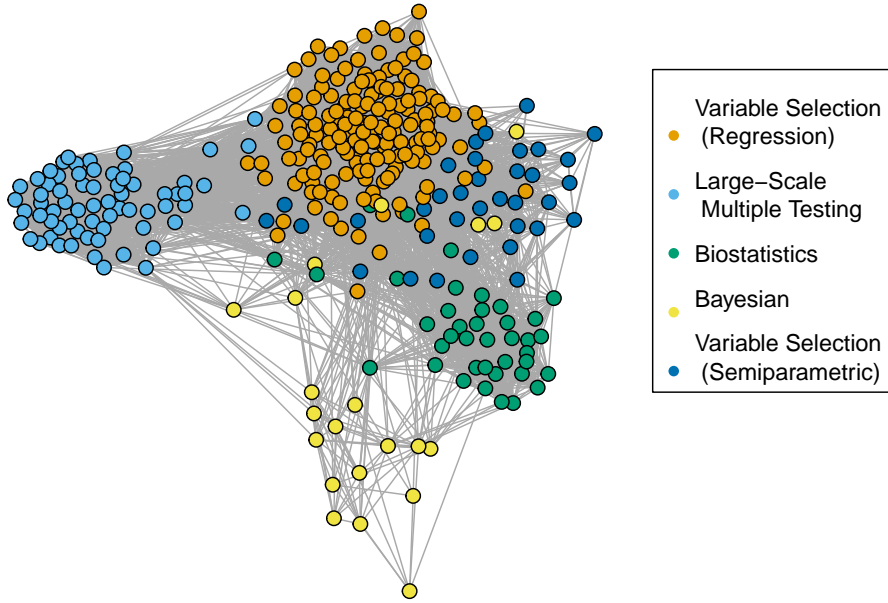 Variable Selection
(Regression)
Large−Scale
Multiple Testing
Biostatistics
Bayesian
Variable Selection
(Semiparametric)